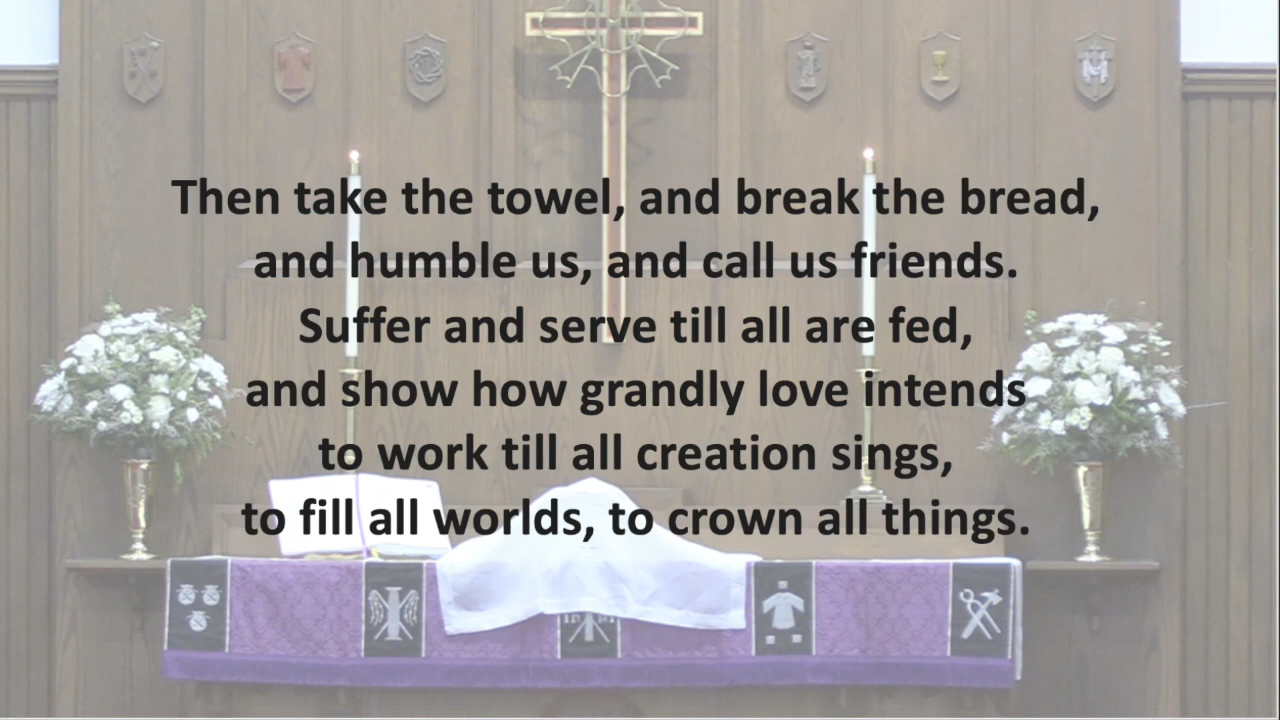 Then take the towel, and break the bread,
and humble us, and call us friends.
Suffer and serve till all are fed,
and show how grandly love intends
to work till all creation sings,
to fill all worlds, to crown all things.